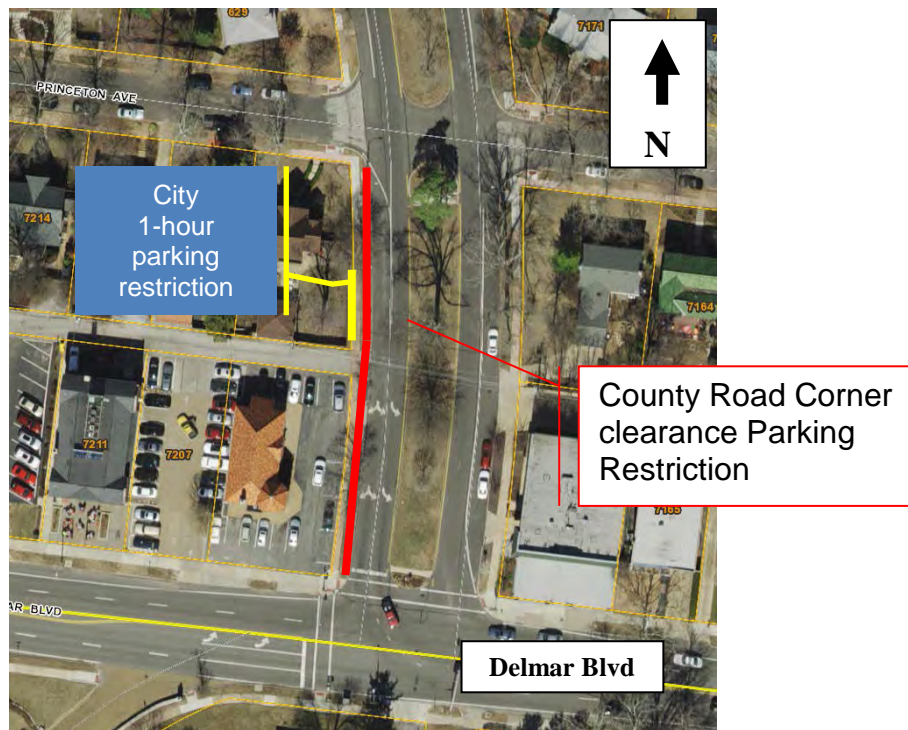 629
7171
PRINCETON AVE
N
City
1-hour
parking
restriction
7214
7164
County Road Corner
clearance Parking
Restriction
7211
7207
7165
AR BLVD
Delmar Blvd